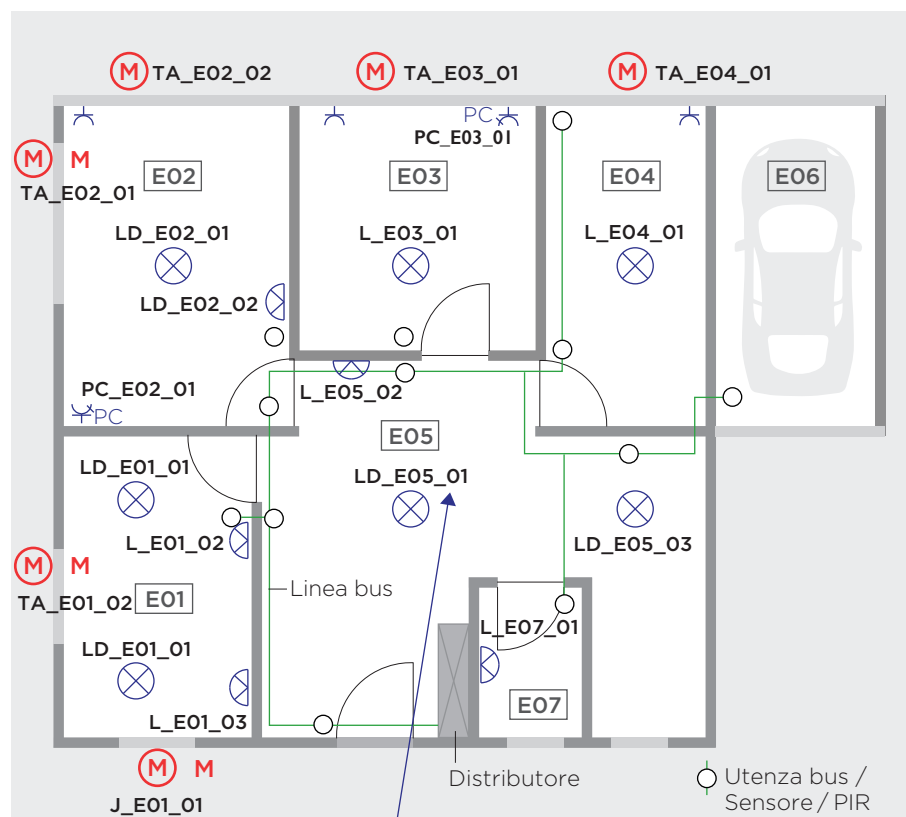 M TA_E02_02
M TA_E03_01
M TA_E04_01
PC
PC_E03_01
M M
TA_E02_01
E02
E03
E04
E06
LD_E02_01
L_E03_01
L_E04_01
LD_E02_02
PC_E02_01
PC
L_E05_02
E05
LD_E01_01
LD_E05_01
L_E01_02
LD_E05_03
M M
TA_E01_02
E01
Linea bus
L_E07_01
LD_E01_01
E07
L_E01_03
M M
J_E01_01
Distributore
Utenza bus /
Sensore / PIR